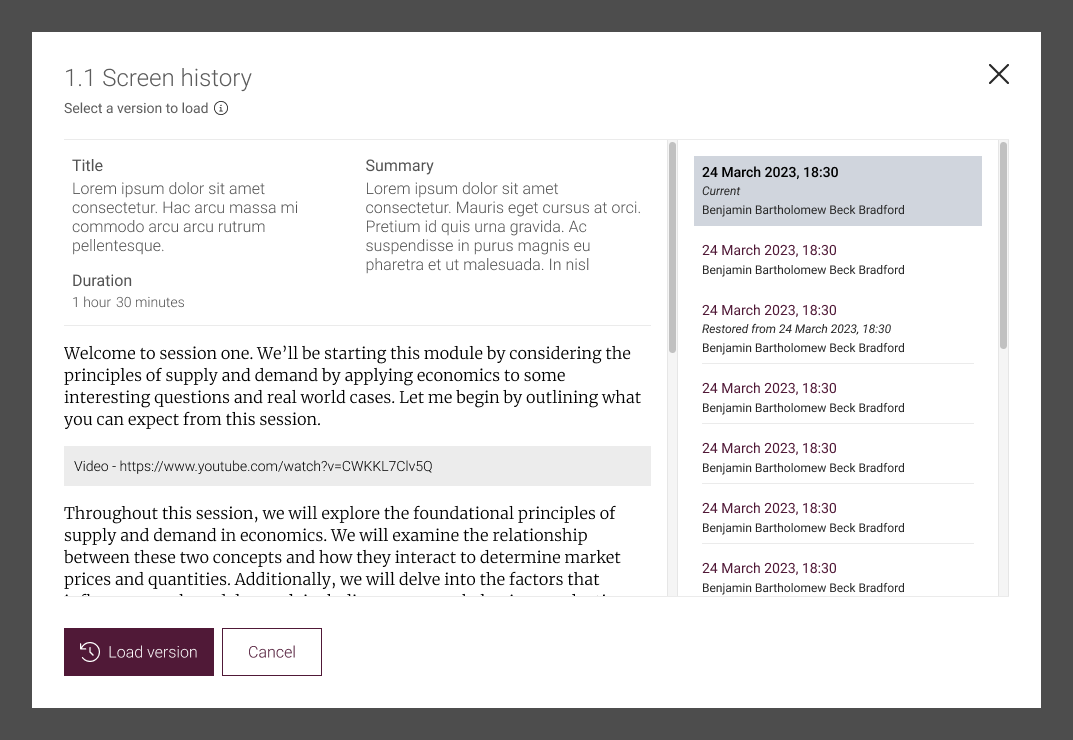 1.1 Screen history
Select a version to load
Title
Lorem ipsum dolor sit amet
consectetur. Hac arcu massa mi
commodo arcu arcu rutrum
pellentesque.
Duration
1 hour 30 minutes
Summary
Lorem ipsum dolor sit amet
consectetur. Mauris eget cursus at orci.
Pretium id quis urna gravida. Ac
suspendisse in purus magnis eu
pharetra et ut malesuada. In nisl
Welcome to session one. We’ll be starting this module by considering the
principles of supply and demand by applying economics to some
interesting questions and real world cases. Let me begin by outlining what
you can expect from this session.
Video - https://www.youtube.com/watch?v=CWKKL7Clv5Q
Throughout this session, we will explore the foundational principles of
supply and demand in economics. We will examine the relationship
between these two concepts and how they interact to determine market
prices and quantities. Additionally, we will delve into the factors that
24 March 2023, 18:30
Current
Benjamin Bartholomew Beck Bradford
24 March 2023, 18:30
Benjamin Bartholomew Beck Bradford
24 March 2023, 18:30
Restored from 24 March 2023, 18:30
Benjamin Bartholomew Beck Bradford
24 March 2023, 18:30
Benjamin Bartholomew Beck Bradford
24 March 2023, 18:30
Benjamin Bartholomew Beck Bradford
24 March 2023, 18:30
Benjamin Bartholomew Beck Bradford
24 March 2023, 18:30
Benjamin Bartholomew Beck Bradford
Load version
Cancel